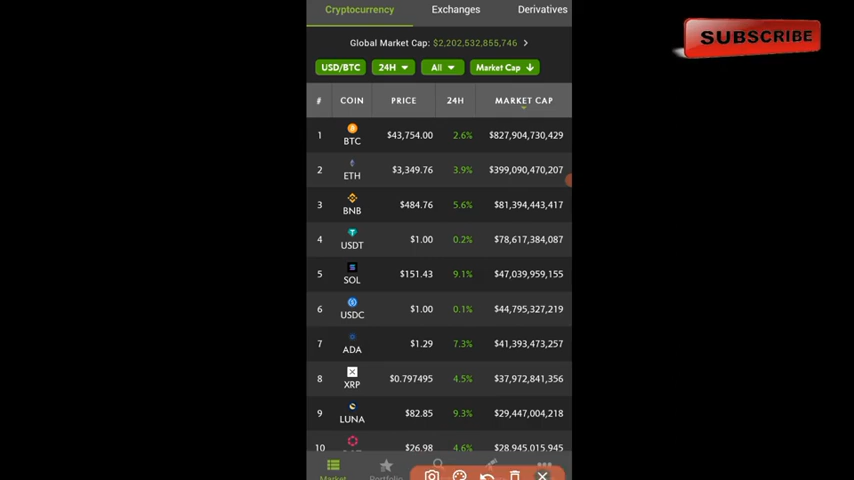 Cryptocurrency Exchanges Derivatives
SUBSCRIBE
Global Market Cap: $2,202,532,855,746 >
USD/BTC 24H All Market Cap
# COIN PRICE 24H MARKET CAP
1 BTC $43,754.00 2.6% $827,904,730,429
2 ETH $3,349.76 3.9% $399,090,470,207
3 BNB $484.76 5.6% $81,394,443,417
4 USDT $1.00 0.2% $78,617,384,087
5 SOL $151.43 9.1% $47,039,959,155
6 USDC $1.00 0.1% $44,795,327,219
7 ADA $1.29 7.3% $41,393,473,257
8 XRP $0.797495 4.5% $37,972,841,356
9 LUNA $82.85 9.3% $29,447,004,218
10 $26.98 4.6% $28,945,015,945
Market Portfolio